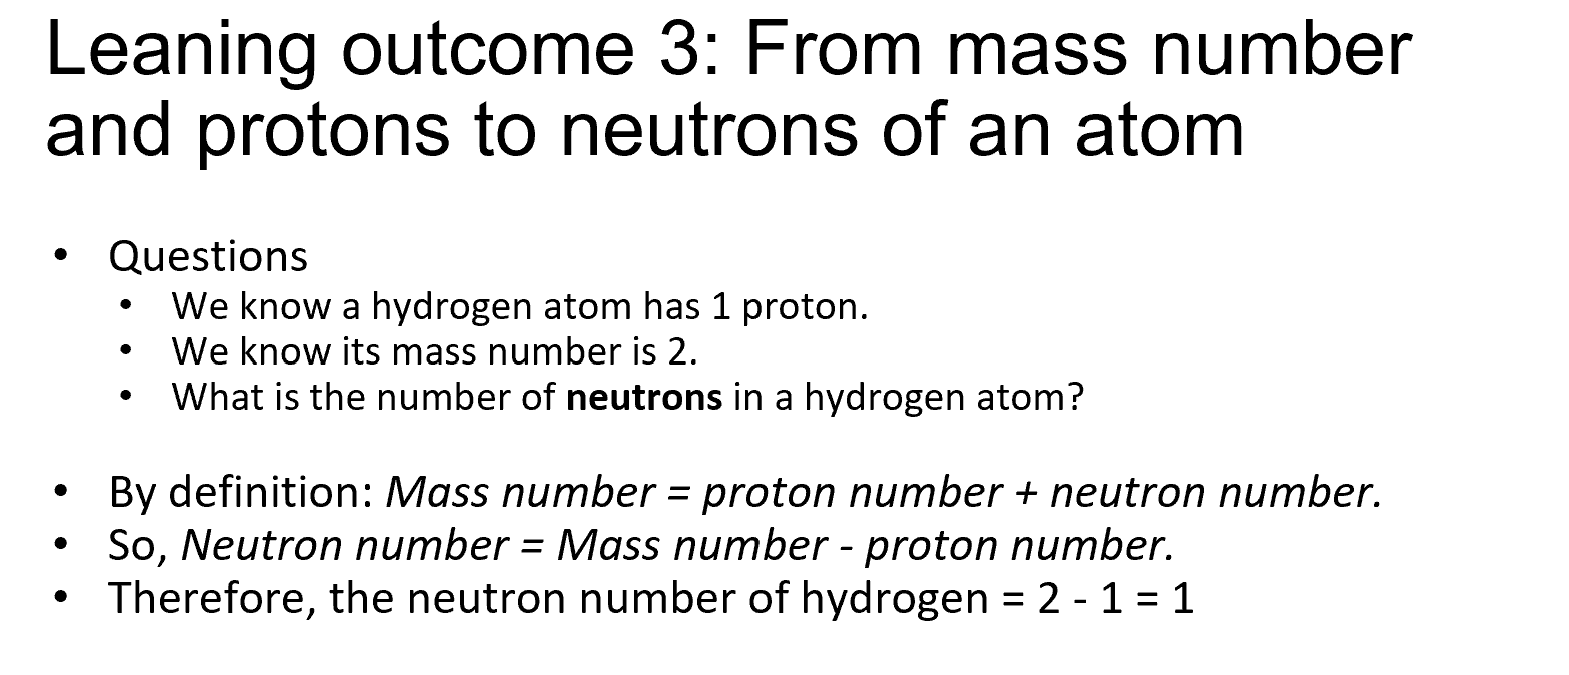 Leaning outcome 3: From mass number
and protons to neutrons of an atom
• Questions
• We know a hydrogen atom has 1 proton.
• We know its mass number is 2.
• What is the number of neutrons in a hydrogen atom?
• By definition: Mass number = proton number + neutron number.
• So, Neutron number = Mass number - proton number.
• Therefore, the neutron number of hydrogen = 2 - 1 = 1